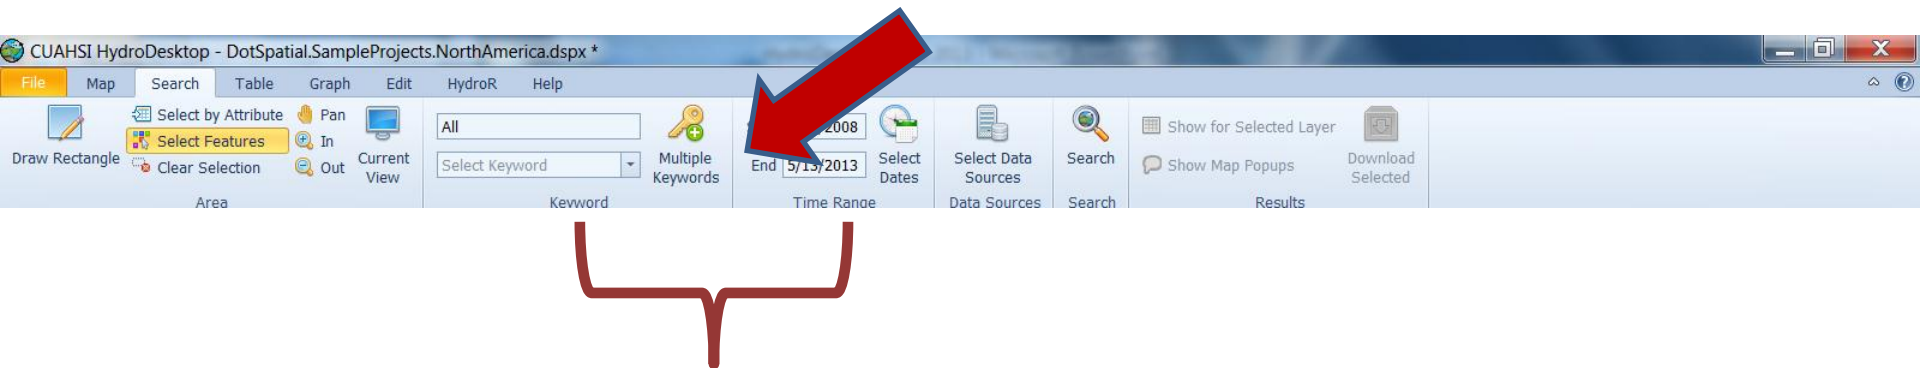 CUAHSI HydroDesktop - DotSpatial.SampleProjects.NorthAmerica.dspx *
File Map Search Table Graph Edit HydroR Help
Draw Rectangle
Select by Attribute
Select Features
Clear Selection
Pan
In
Out
Current
View
Area
All
Select Keyword
Multiple
Keywords
Keyword
2008
End 5/13/2013
Select
Dates
Time Range
Select Data
Sources
Data Sources
Search
Search
Show for Selected Layer
Show Map Popups
Download
Selected
Results